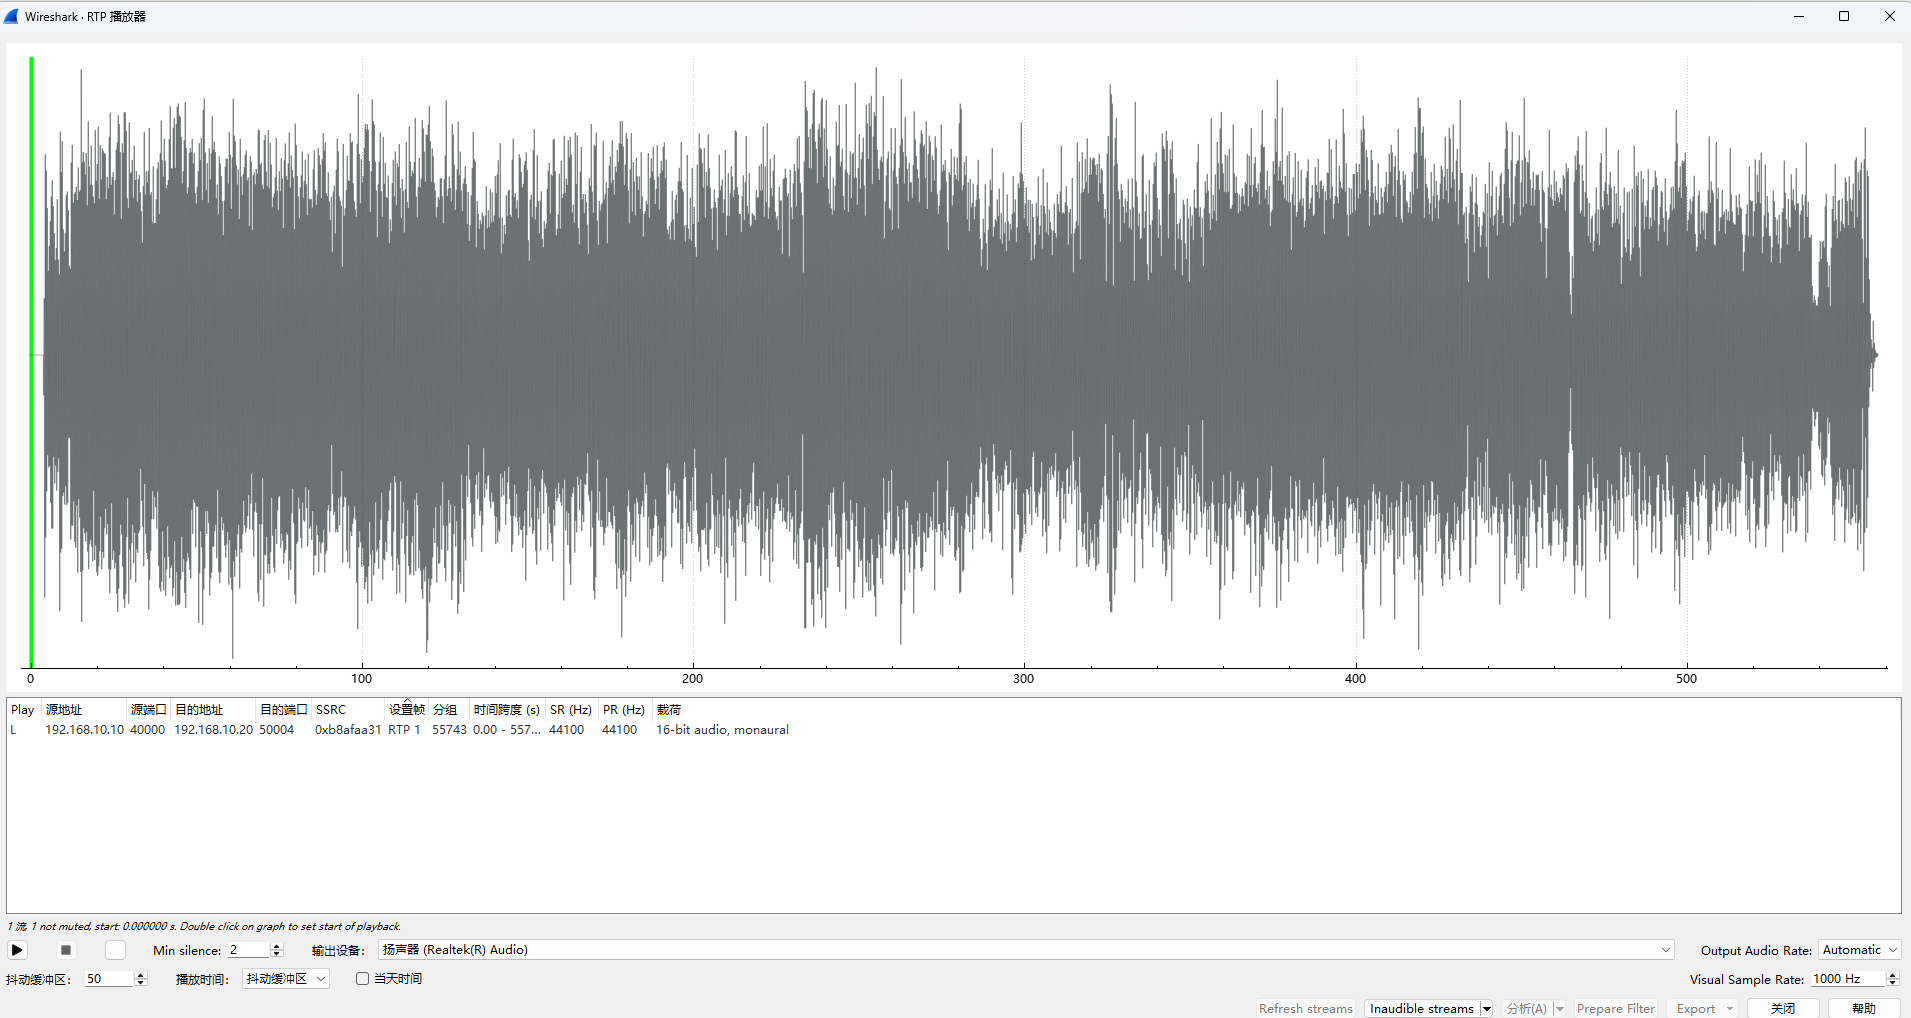 Wireshark · RTP 播放器
0 100 200 300 400 500
Play 源地址 源端口 目的地址 目的端口 SSRC 设置帧 分组 时间跨度 (s) SR (Hz) PR (Hz) 载荷
L 192.168.10.10 40000 192.168.10.20 50004 0xb8afaa31 RTP 1 55743 0.00 - 557... 44100 44100 16-bit audio, monaural
1 流, 1 not muted, start: 0.000000 s. Double click on graph to set start of playback.
Min silence: 2 输出设备: 扬声器 (Realtek(R) Audio) Output Audio Rate: Automatic
抖动缓冲区: 50 播放时间: 抖动缓冲区 当天时间 Visual Sample Rate: 1000 Hz
Refresh streams Inaudible streams 分析(A) Prepare Filter Export 关闭 帮助